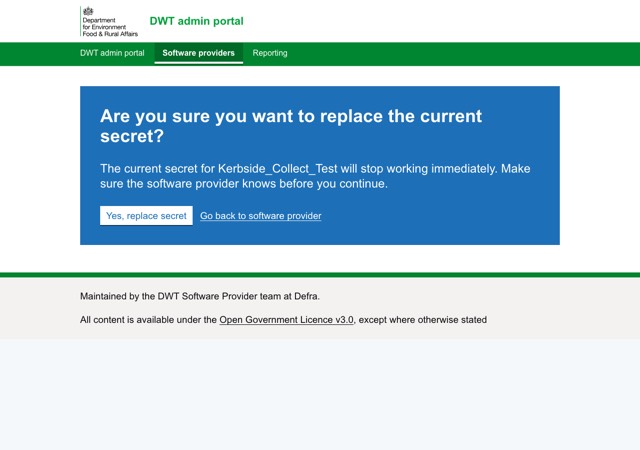 Department
for Environment
Food & Rural Affairs
DWT admin portal
DWT admin portal
Software providers
Reporting
Are you sure you want to replace the current
secret?
The current secret for Kerbside_Collect_Test will stop working immediately. Make
sure the software provider knows before you continue.
Yes, replace secret
Go back to software provider
Maintained by the DWT Software Provider team at Defra.
All content is available under the Open Government Licence v3.0, except where otherwise stated